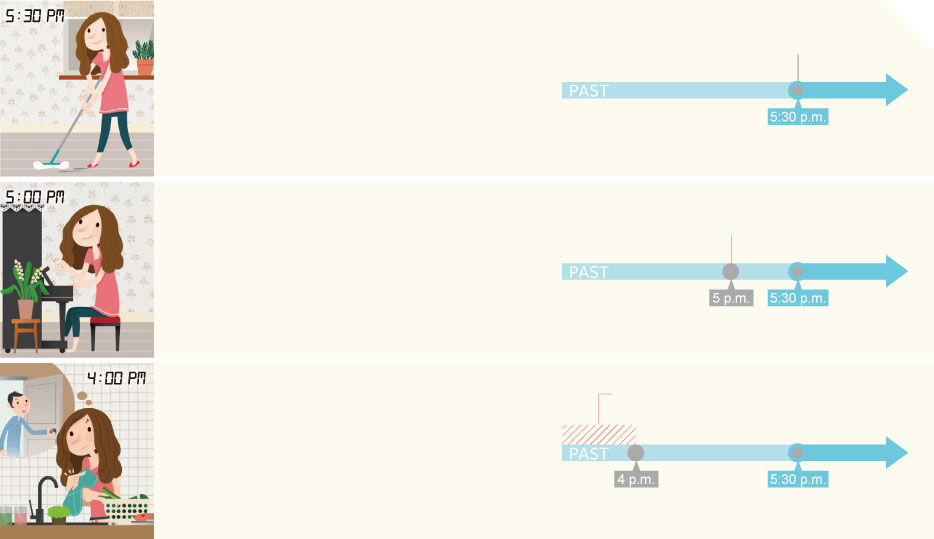 5:30 PM
PAST
5:30 p.m.
5:00 PM
PAST
5 p.m.
5:30 p.m.
4:00 PM
PAST
4 p.m.
5:30 p.m.